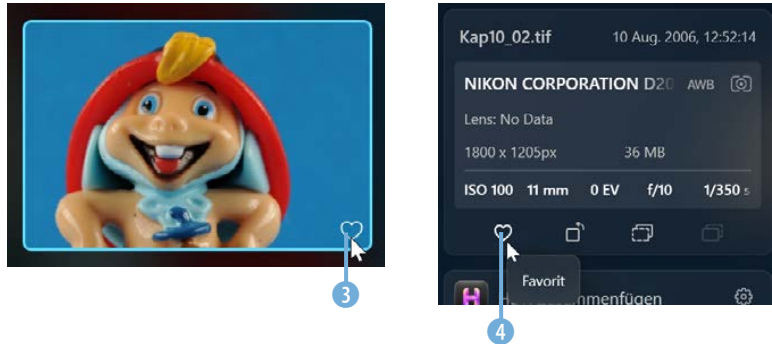 Kap10_02.tif 10 Aug. 2006, 12:52:14
NIKON CORPORATION D20 AWB
Lens: No Data
1800 x 1205px 36 MB
ISO 100 11 mm 0 EV f/10 1/350 s
Favorit
H mmenfügen
3
4